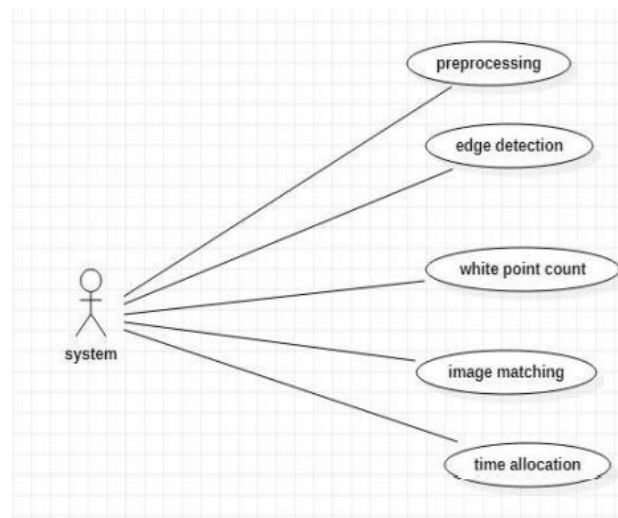 preprocessing
edge detection
white point count
system
image matching
time allocation